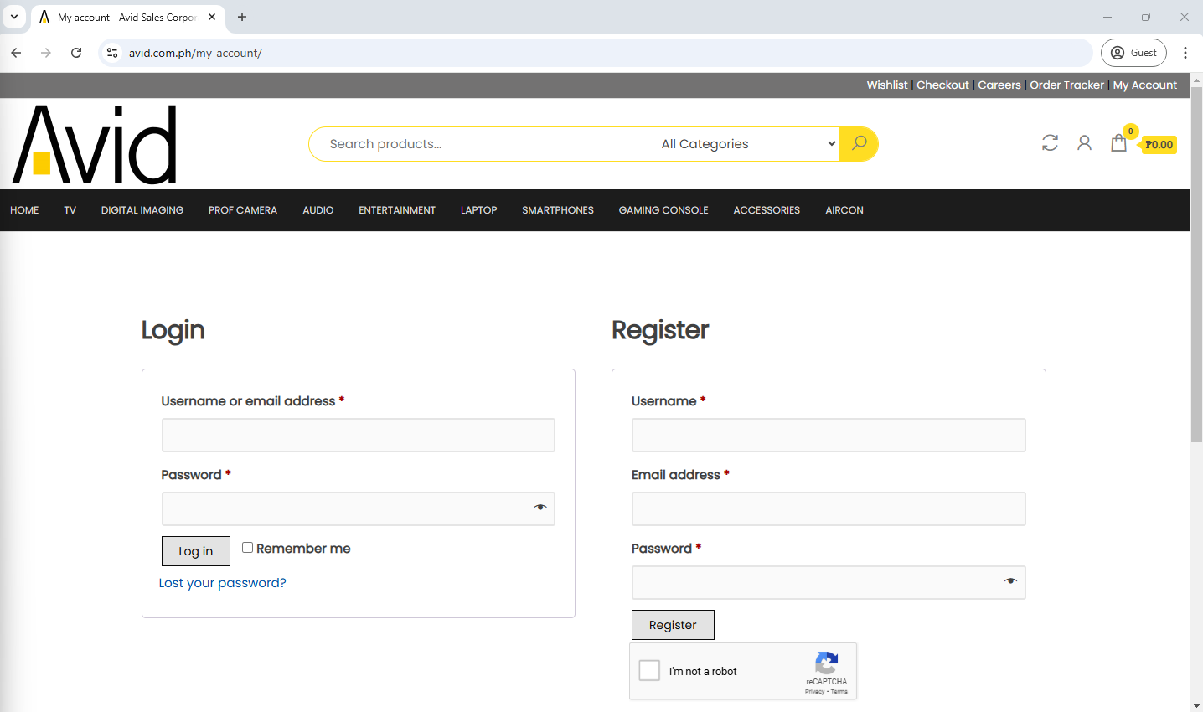 My account - Avid Sales Corpor
avid.com.ph/my-account/
Guest
Wishlist | Checkout | Careers | Order Tracker | My Account
Avid
Search products...
All Categories
0
₱0.00
HOME
TV
DIGITAL IMAGING
PROF CAMERA
AUDIO
ENTERTAINMENT
LAPTOP
SMARTPHONES
GAMING CONSOLE
ACCESSORIES
AIRCON
Login
Username or email address *
Password *
Log in
Remember me
Lost your password?
Register
Username *
Email address *
Password *
Register
I'm not a robot
reCAPTCHA
Privacy - Terms